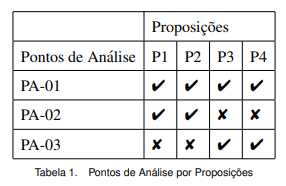 Proposições
Pontos de Análise P1 P2 P3 P4
PA-01 ✔ ✔ ✔ ✔
PA-02 ✔ ✔ ✘ ✘
PA-03 ✘ ✘ ✔ ✔
Tabela 1. Pontos de Análise por Proposições